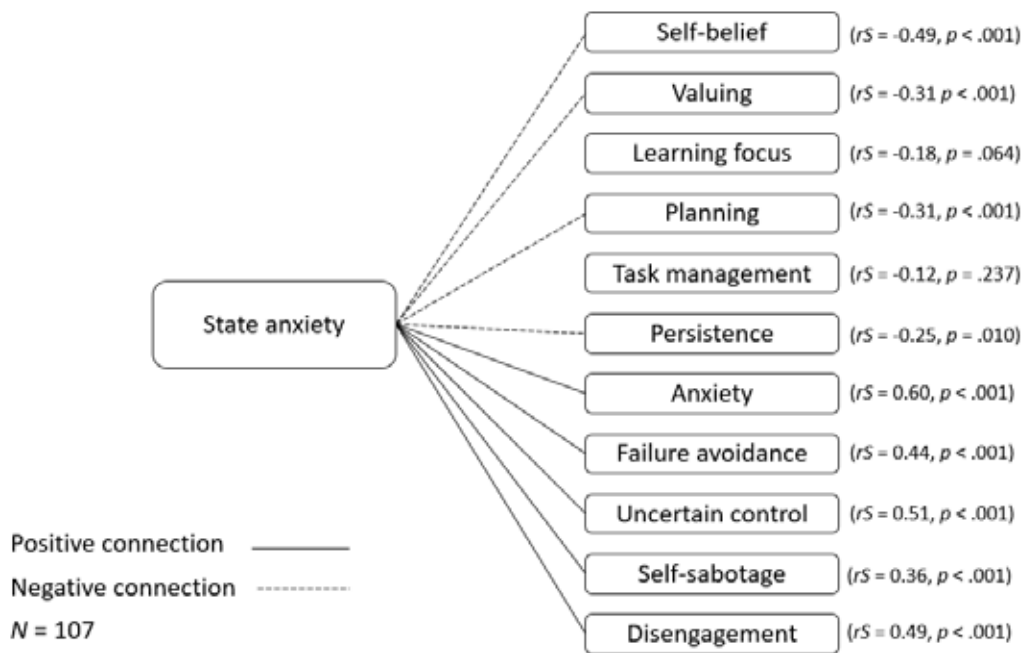 Self-belief (rS = -0.49, p < .001)
Valuing (rS = -0.31 p < .001)
Learning focus (rS = -0.18, p = .064)
Planning (rS = -0.31, p < .001)
Task management (rS = -0.12, p = .237)
State anxiety
Persistence (rS = -0.25, p = .010)
Anxiety (rS = 0.60, p < .001)
Failure avoidance (rS = 0.44, p < .001)
Uncertain control (rS = 0.51, p < .001)
Self-sabotage (rS = 0.36, p < .001)
Disengagement (rS = 0.49, p < .001)
Positive connection
Negative connection
N = 107